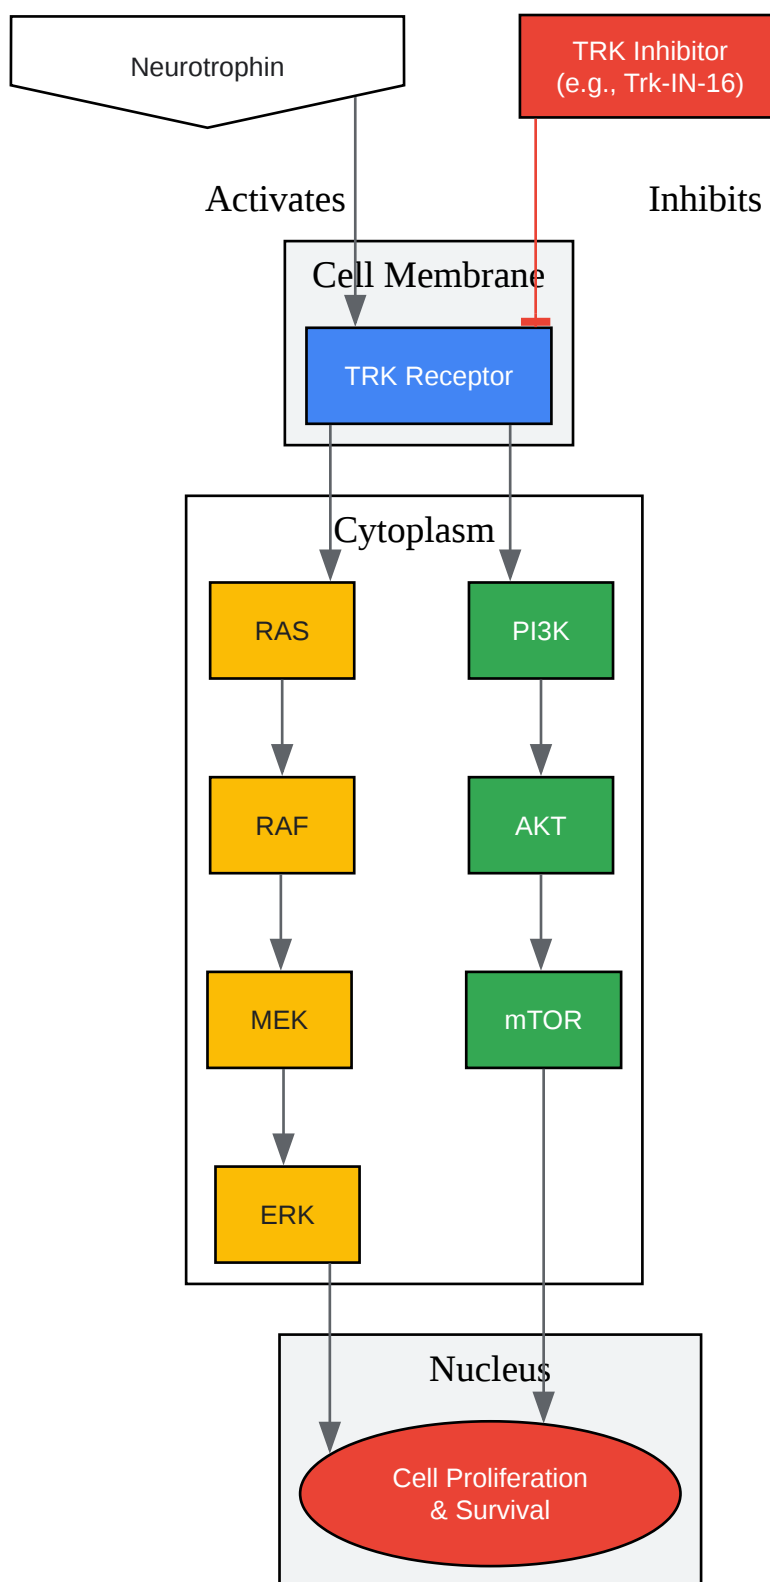 Neurotrophin
TRK Inhibitor
(e.g., Trk-IN-16)
Activates
Inhibits
Cell Membrane
TRK Receptor
Cytoplasm
RAS
PI3K
RAF
AKT
MEK
mTOR
ERK
Nucleus
Cell Proliferation
& Survival